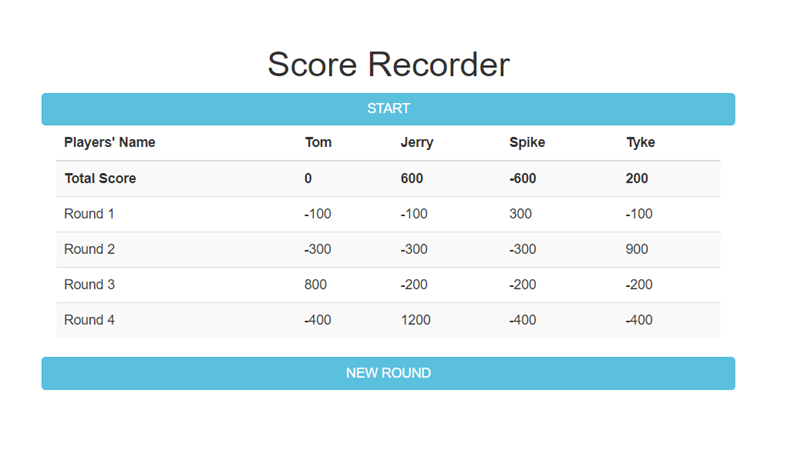 Score Recorder
START
Players' Name Tom Jerry Spike Tyke
Total Score 0 600 -600 200
Round 1 -100 -100 300 -100
Round 2 -300 -300 -300 900
Round 3 800 -200 -200 -200
Round 4 -400 1200 -400 -400
NEW ROUND